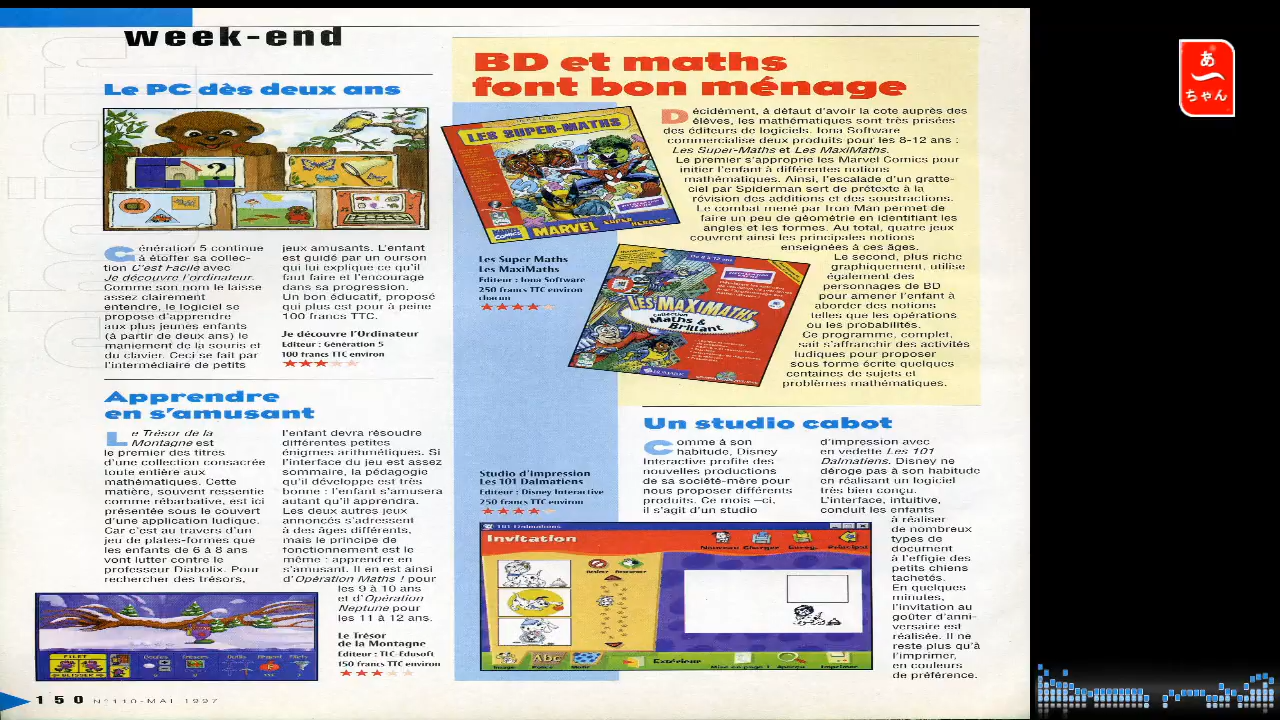 week-end
Le PC dès deux ans
Génération 5 continue
à étoffer sa collec-
tion C'est Facile avec
Je découvre l'ordinateur.
Comme son nom le laisse
assez clairement
entendre, le logiciel se
propose d'apprendre
aux plus jeunes enfants
(à partir de deux ans) le
maniement de la souris et
du clavier. Ceci se fait par
l'intermédiaire de petits
jeux amusants. L'enfant
est guidé par un ourson
qui lui explique ce qu'il
faut faire et l'encourage
dans sa progression.
Un bon éducatif, proposé
qui plus est pour à peine
100 francs TTC.
Je découvre l'Ordinateur
Editeur : Génération 5
100 francs TTC environ
Apprendre
en s'amusant
Le Trésor de la
Montagne est
le premier des titres
d'une collection consacrée
toute entière aux
mathématiques. Cette
matière, souvent ressentie
comme rébarbative, est ici
présentée sous le couvert
d'une application ludique.
Car c'est au travers d'un
jeu de plates-formes que
les enfants de 6 à 8 ans
vont lutter contre le
professeur Diabolix. Pour
rechercher des trésors,
l'enfant devra résoudre
différentes petites
énigmes arithmétiques. Si
l'interface du jeu est assez
sommaire, la pédagogie
qu'il développe est très
bonne : l'enfant s'amusera
autant qu'il apprendra.
Les deux autres jeux
annoncés s'adressent
à des âges différents,
mais le principe de
fonctionnement est le
même : apprendre en
s'amusant. Il en est ainsi
d'Opération Maths ! pour
les 9 à 10 ans
et d'Opération
Neptune pour
les 11 à 12 ans.
Le Trésor
de la Montagne
Editeur : TLC-Edusoft
150 francs TTC environ
FILET
GLISSER
BD et maths
font bon ménage
Décidément, à défaut d'avoir la cote auprès des
élèves, les mathématiques sont très prisées
des éditeurs de logiciels. Iona Software
commercialise deux produits pour les 8-12 ans :
Les Super-Maths et Les MaxiMaths.
Le premier s'approprie les Marvel Comics pour
initier l'enfant à différentes notions
mathématiques. Ainsi, l'escalade d'un gratte-
ciel par Spiderman sert de prétexte à la
révision des additions et des soustractions.
Le combat mené par Iron Man permet de
faire un peu de géométrie en identifiant les
angles et les formes. Au total, quatre jeux
couvrent ainsi les principales notions
enseignées à ces âges.
Le second, plus riche
graphiquement, utilise
également des
personnages de BD
pour amener l'enfant à
aborder des notions
telles que les opérations
ou les probabilités.
Ce programme, complet,
sait s'affranchir des activités
ludiques pour proposer
sous forme écrite quelques
centaines de sujets et
problèmes mathématiques.
LES SUPER-MATHS
MARVEL SUPER HEROES
MARVEL COMICS
Les Super Maths
Les MaxiMaths
Editeur : Iona Software
250 francs TTC environ
chacun
De 8 à 12 ans
LES MAXIMATHS
Collection
Maths &
Brillant
Un studio cabot
Comme à son
habitude, Disney
Interactive profite des
nouvelles productions
de sa société-mère pour
nous proposer différents
produits. Ce mois -ci,
il s'agit d'un studio
d'impression avec
en vedette Les 101
Dalmatiens. Disney ne
déroge pas à son habitude
en réalisant un logiciel
très bien conçu.
L'interface, intuitive,
conduit les enfants
à réaliser
de nombreux
types de
document
à l'effigie des
petits chiens
tachetés.
En quelques
minutes,
l'invitation au
goûter d'anni-
versaire est
réalisée. Il ne
reste plus qu'à
l'imprimer,
en couleurs
de préférence.
Studio d'impression
Les 101 Dalmatiens
Editeur : Disney Interactive
250 francs TTC environ
101 Dalmatiens
Invitation
Nouveau Charger Enreg. Principal
Extérieur
Image
Abc
Mise en page
Aperçu
Imprimer
150 N°110-MAI 1997
あーちゃん